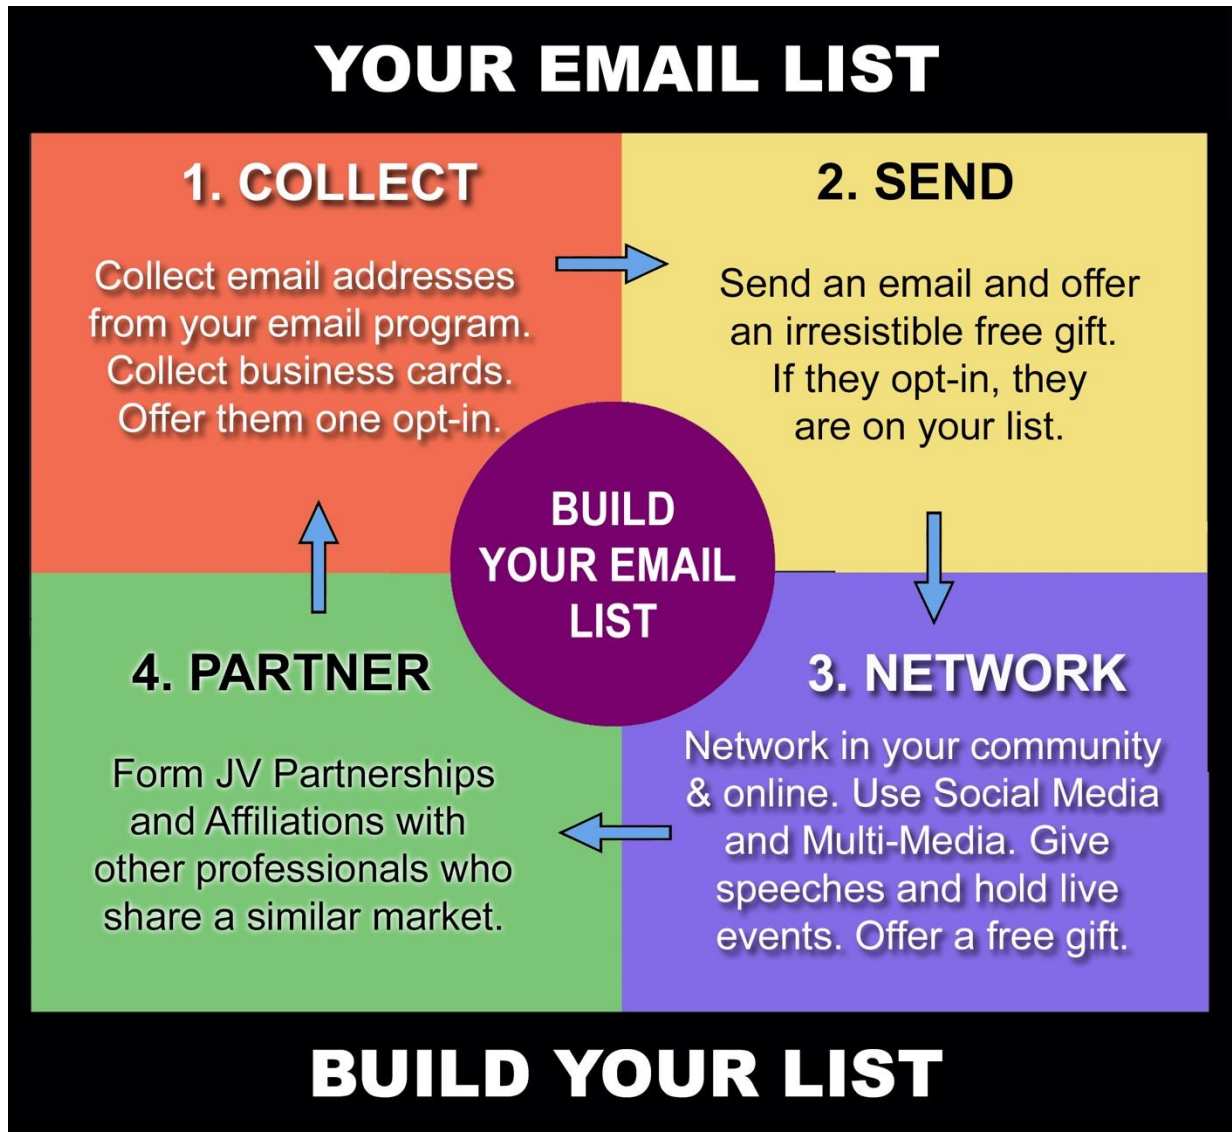 YOUR EMAIL LIST
1. COLLECT
Collect email addresses
from your email program.
Collect business cards.
Offer them one opt-in.
2. SEND
Send an email and offer
an irresistible free gift.
If they opt-in, they
are on your list.
BUILD
YOUR EMAIL
LIST
3. NETWORK
Network in your community
& online. Use Social Media
and Multi-Media. Give
speeches and hold live
events. Offer a free gift.
4. PARTNER
Form JV Partnerships
and Affiliations with
other professionals who
share a similar market.
BUILD YOUR LIST